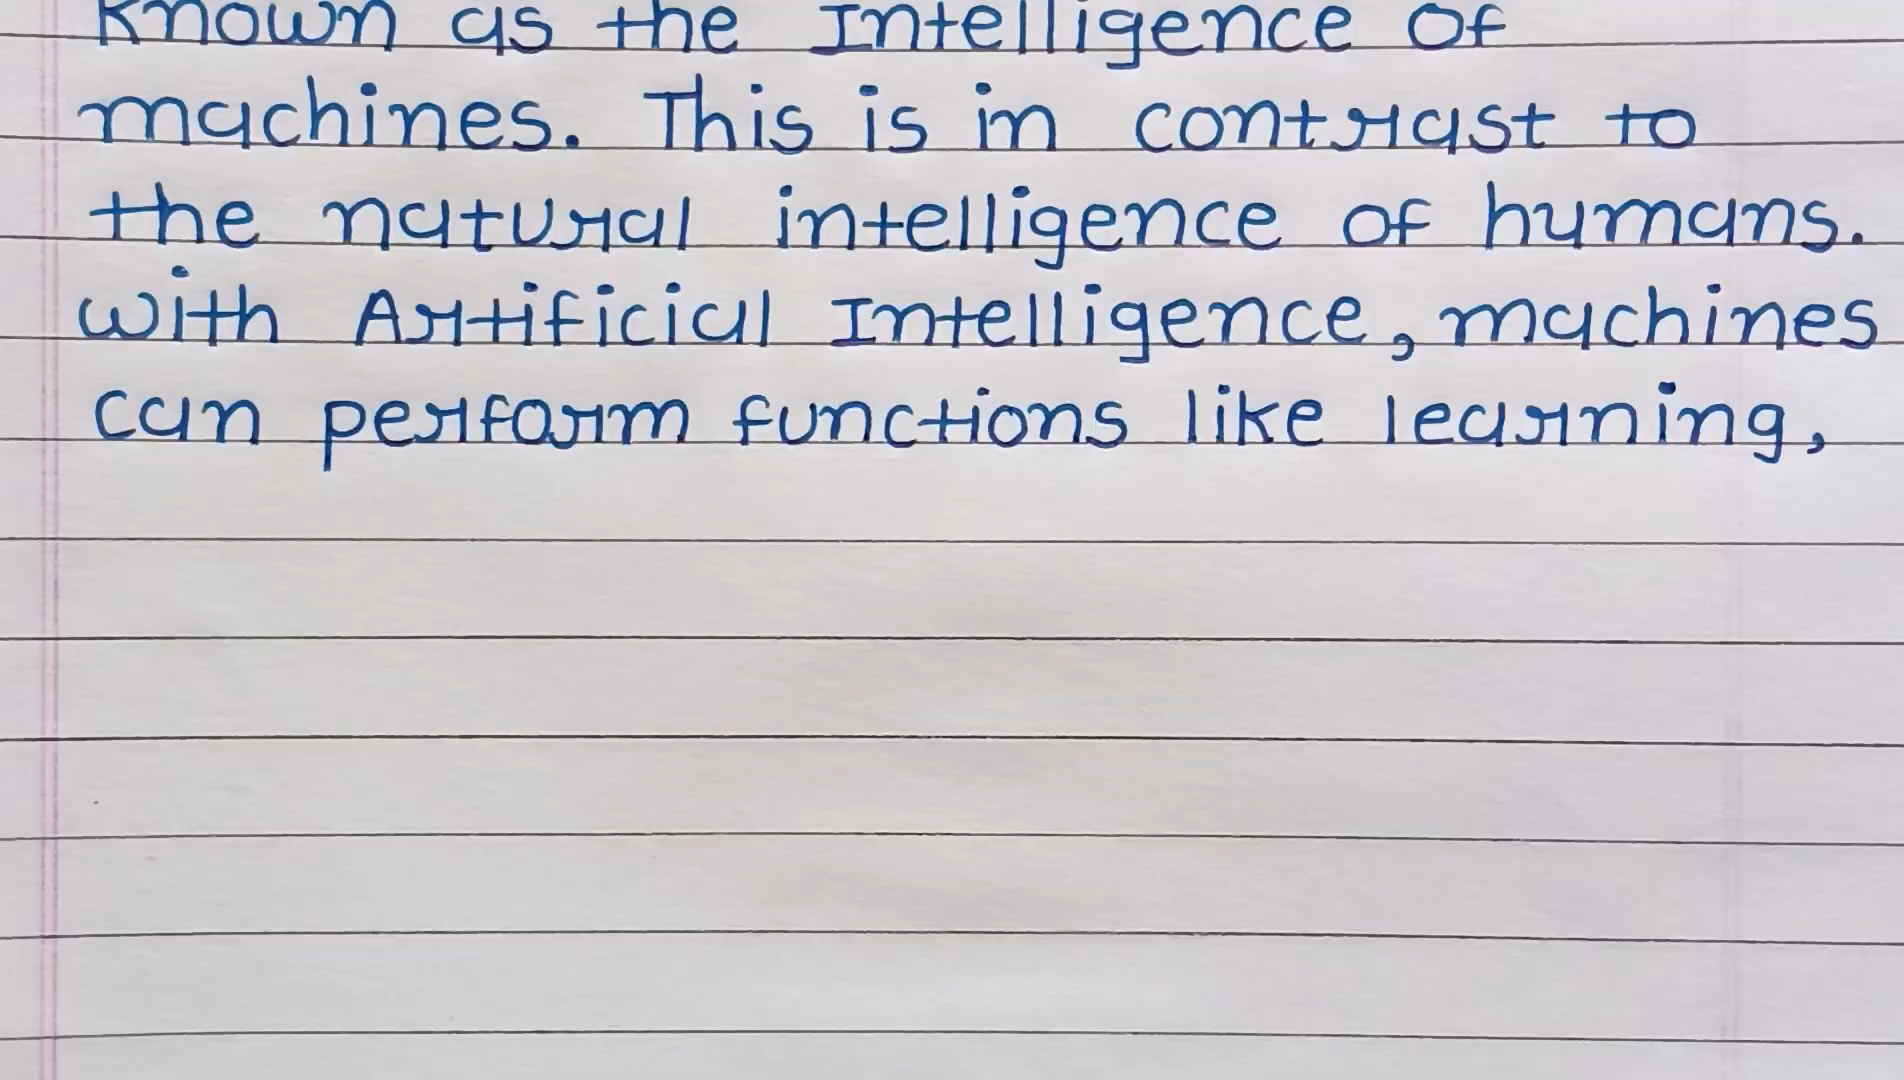 known as the Intelligence of
machines. This is in contrast to
the natural intelligence of humans.
With Artificial Intelligence, machines
can perform functions like learning,